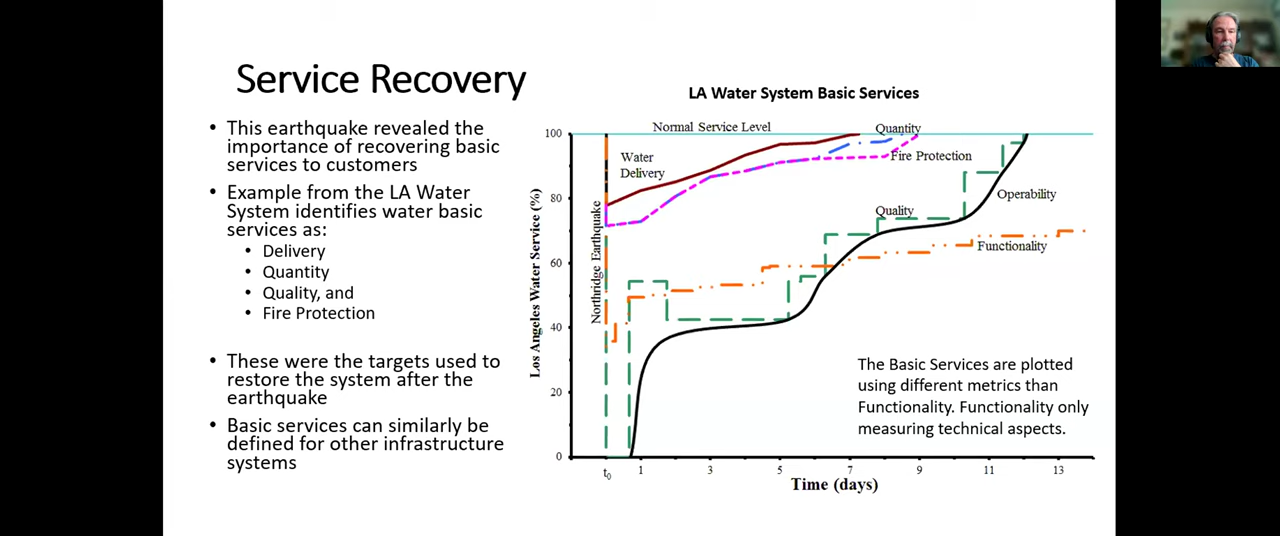 Service Recovery
• This earthquake revealed the
importance of recovering basic
services to customers
• Example from the LA Water
System identifies water basic
services as:
• Delivery
• Quantity
• Quality, and
• Fire Protection
• These were the targets used to
restore the system after the
earthquake
• Basic services can similarly be
defined for other infrastructure
systems
LA Water System Basic Services
Normal Service Level
Quantity
Water
Delivery
Fire Protection
Operability
Quality
Functionality
Northridge Earthquake
Los Angeles Water Service (%)
100
80
60
40
20
0
The Basic Services are plotted
using different metrics than
Functionality. Functionality only
measuring technical aspects.
t0 1 3 5 7 9 11 13
Time (days)